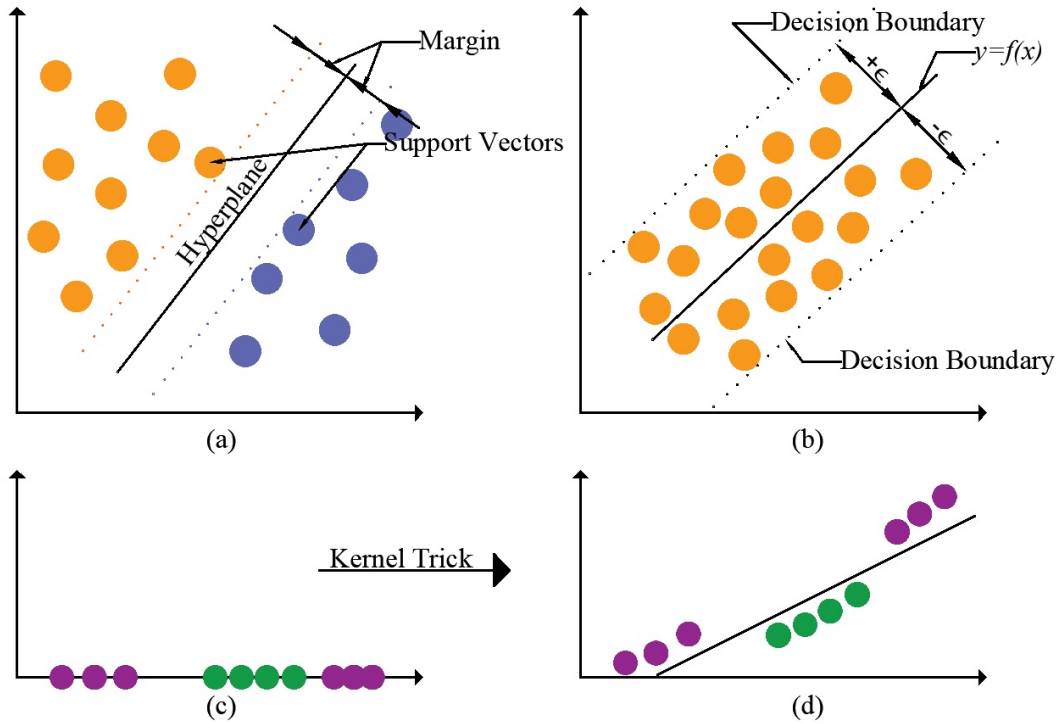 Margin
Support Vectors
Hyperplane
(a)
Decision Boundary
y=f(x)
+ϵ
-ϵ
Decision Boundary
(b)
Kernel Trick
(c)
(d)